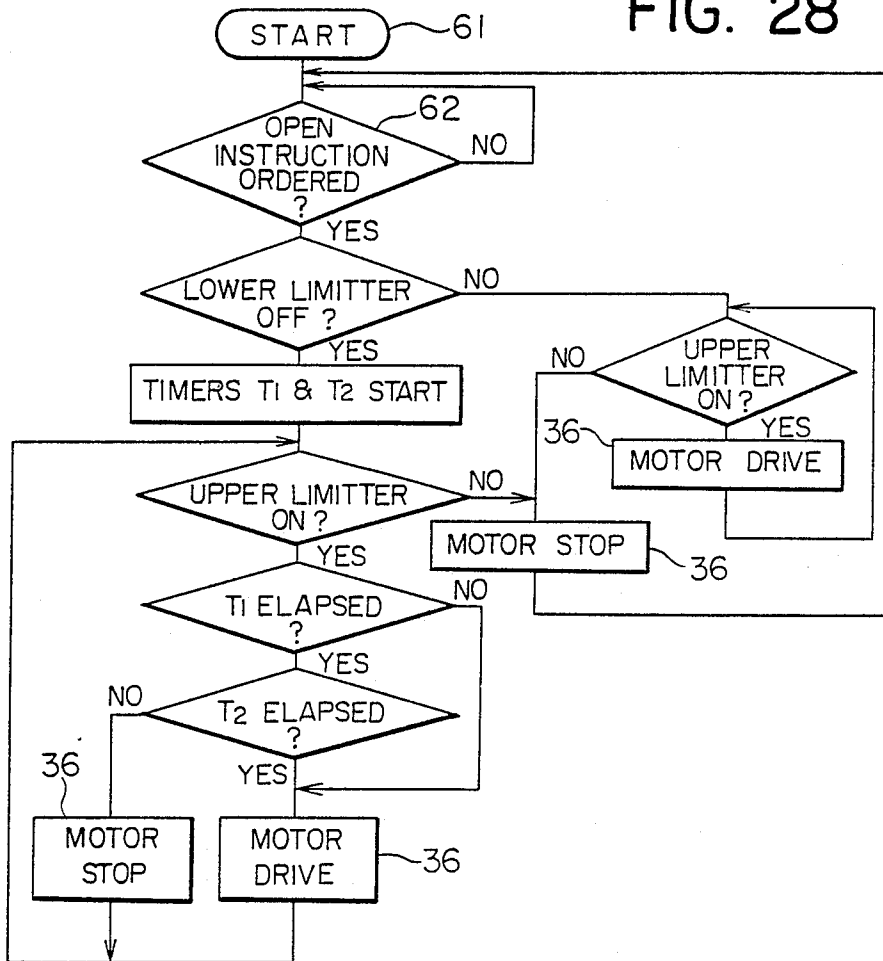 FIG. 28
START
61
62
OPEN
INSTRUCTION
ORDERED
?
NO
YES
LOWER LIMITTER
OFF ?
NO
YES
TIMERS T1 & T2 START
UPPER
LIMITTER
ON ?
NO
YES
36
MOTOR DRIVE
UPPER LIMITTER
ON ?
NO
YES
MOTOR STOP
36
T1 ELAPSED
?
NO
YES
T2 ELAPSED
?
NO
YES
36
MOTOR
STOP
MOTOR
DRIVE
36